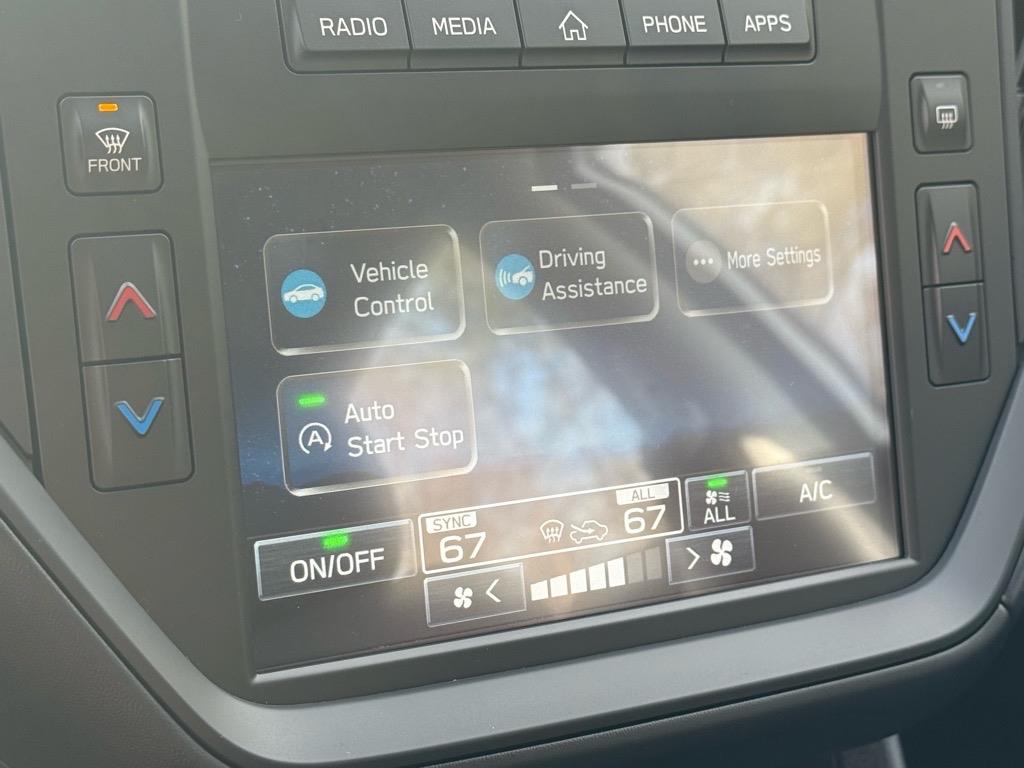 RADIO
MEDIA
PHONE
APPS
FRONT
Vehicle
Control
Driving
Assistance
More Settings
A
Auto
Start Stop
ON/OFF
SYNC
67
ALL
67
ALL
A/C